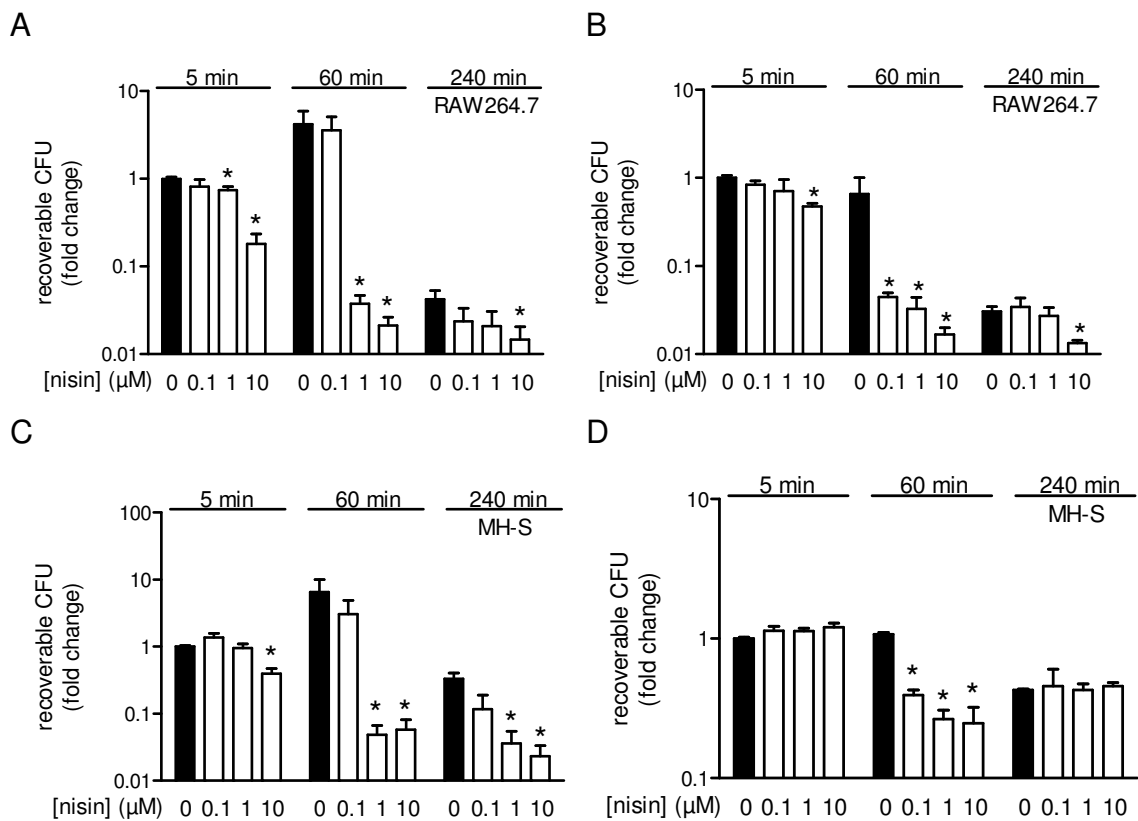 A
5 min 60 min 240 min
RAW264.7
10
1
0.1
0.01
recoverable CFU
(fold change)
* * * * *
[nisin] (µM) 0 0.1 1 10 0 0.1 1 10 0 0.1 1 10
B
5 min 60 min 240 min
RAW264.7
10
1
0.1
0.01
recoverable CFU
(fold change)
* * * * *
[nisin] (µM) 0 0.1 1 10 0 0.1 1 10 0 0.1 1 10
C
5 min 60 min 240 min
MH-S
100
10
1
0.1
0.01
recoverable CFU
(fold change)
* * * * *
[nisin] (µM) 0 0.1 1 10 0 0.1 1 10 0 0.1 1 10
D
5 min 60 min 240 min
MH-S
10
1
0.1
recoverable CFU
(fold change)
* * *
[nisin] (µM) 0 0.1 1 10 0 0.1 1 10 0 0.1 1 10